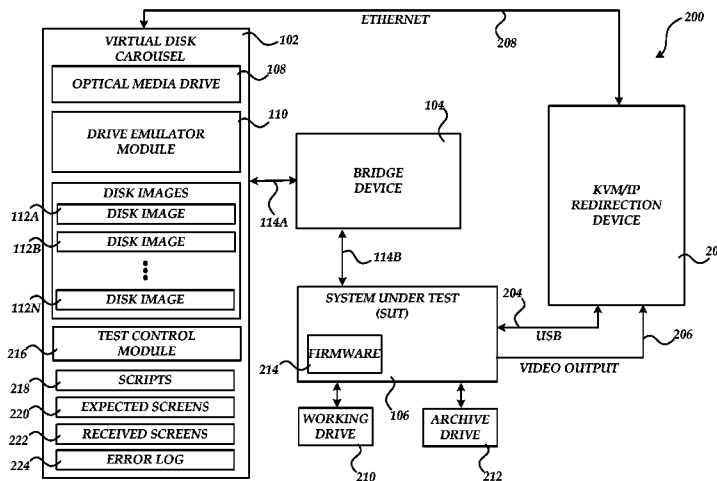 ETHERNET
208
200
VIRTUAL DISK
CAROUSEL
102
OPTICAL MEDIA DRIVE
108
DRIVE EMULATOR
MODULE
110
DISK IMAGES
112A
DISK IMAGE
112B
DISK IMAGE
112N
DISK IMAGE
TEST CONTROL
MODULE
216
SCRIPTS
218
EXPECTED SCREENS
220
RECEIVED SCREENS
222
ERROR LOG
224
104
BRIDGE
DEVICE
114A
114B
SYSTEM UNDER TEST
(SUT)
FIRMWARE
214
106
WORKING
DRIVE
210
ARCHIVE
DRIVE
212
KVM/IP
REDIRECTION
DEVICE
20
204
USB
VIDEO OUTPUT
206